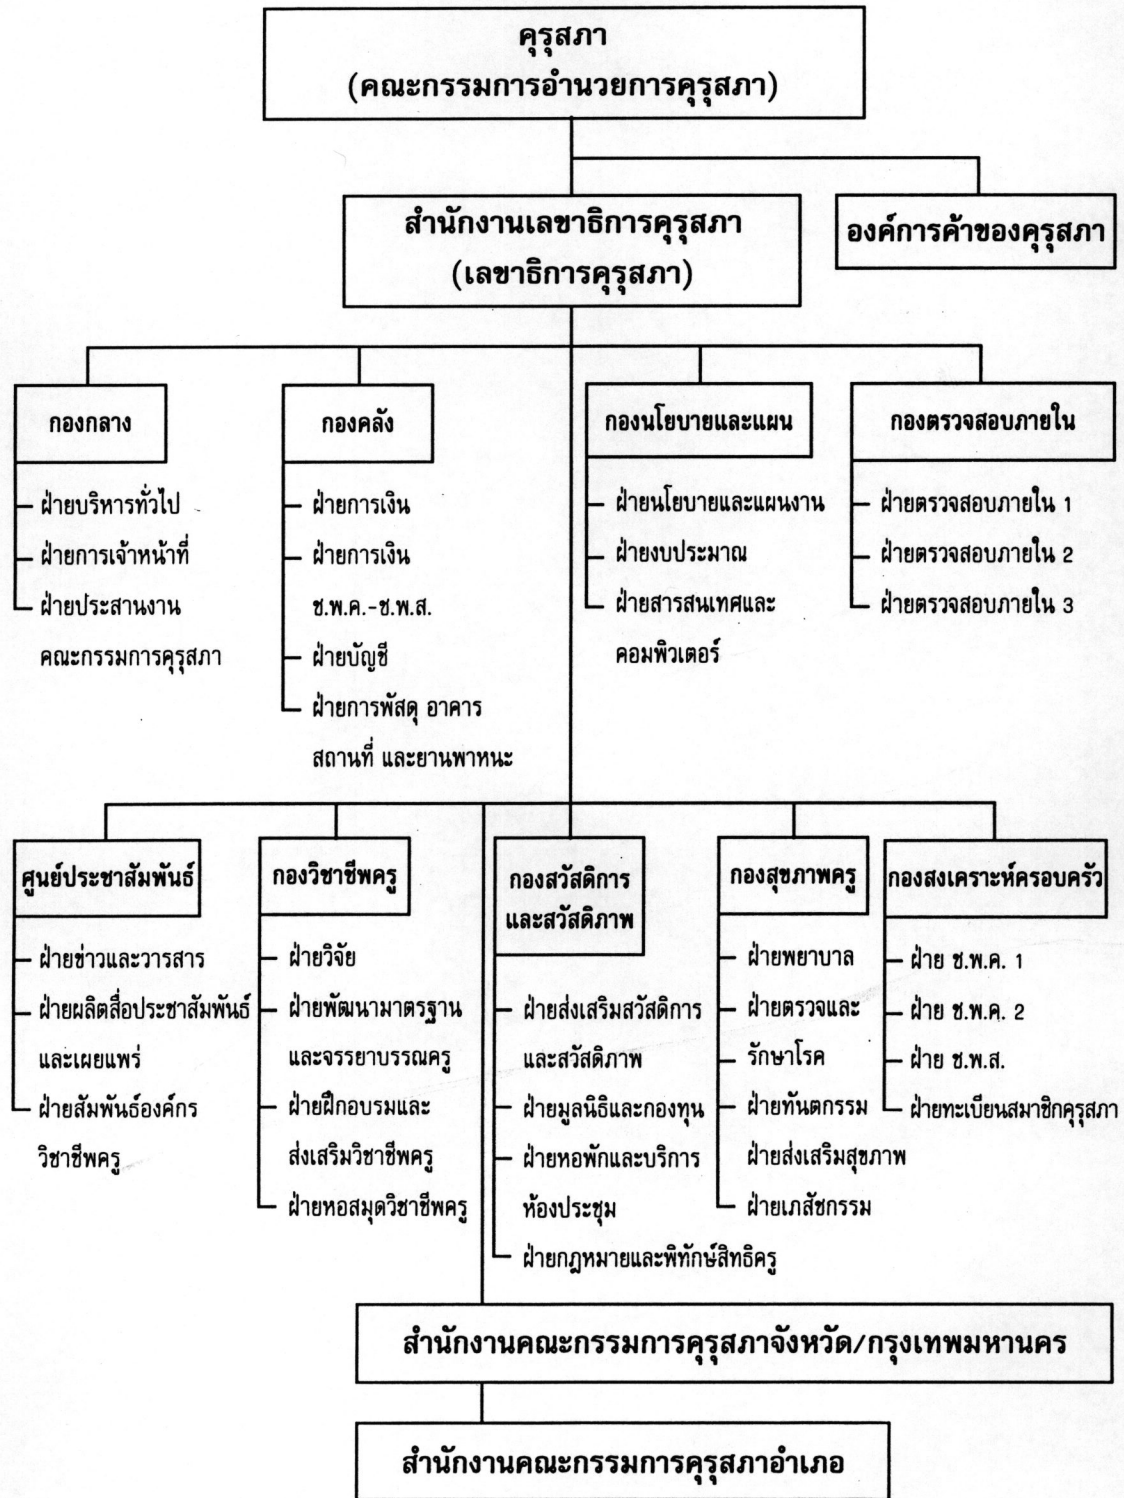 คุรุสภา
(คณะกรรมการอำนวยการคุรุสภา)
สำนักงานเลขาธิการคุรุสภา
(เลขาธิการคุรุสภา)
องค์การค้าของคุรุสภา
กองกลาง
ฝ่ายบริหารทั่วไป
ฝ่ายการเจ้าหน้าที่
ฝ่ายประสานงาน
คณะกรรมการคุรุสภา
กองคลัง
ฝ่ายการเงิน
ฝ่ายการเงิน
ช.พ.ค.-ช.พ.ส.
ฝ่ายบัญชี
ฝ่ายการพัสดุ อาคาร
สถานที่ และยานพาหนะ
กองนโยบายและแผน
ฝ่ายนโยบายและแผนงาน
ฝ่ายงบประมาณ
ฝ่ายสารสนเทศและ
คอมพิวเตอร์
กองตรวจสอบภายใน
ฝ่ายตรวจสอบภายใน 1
ฝ่ายตรวจสอบภายใน 2
ฝ่ายตรวจสอบภายใน 3
ศูนย์ประชาสัมพันธ์
ฝ่ายข่าวและวารสาร
ฝ่ายผลิตสื่อประชาสัมพันธ์
และเผยแพร่
ฝ่ายสัมพันธ์องค์กร
วิชาชีพครู
กองวิชาชีพครู
ฝ่ายวิจัย
ฝ่ายพัฒนามาตรฐาน
และจรรยาบรรณครู
ฝ่ายฝึกอบรมและ
ส่งเสริมวิชาชีพครู
ฝ่ายหอสมุดวิชาชีพครู
กองสวัสดิการ
และสวัสดิภาพ
ฝ่ายส่งเสริมสวัสดิการ
และสวัสดิภาพ
ฝ่ายมูลนิธิและกองทุน
ฝ่ายหอพักและบริการ
ห้องประชุม
ฝ่ายกฎหมายและพิทักษ์สิทธิครู
กองสุขภาพครู
ฝ่ายพยาบาล
ฝ่ายตรวจและ
รักษาโรค
ฝ่ายทันตกรรม
ฝ่ายส่งเสริมสุขภาพ
ฝ่ายเภสัชกรรม
กองสงเคราะห์ครอบครัว
ฝ่าย ช.พ.ค. 1
ฝ่าย ช.พ.ค. 2
ฝ่าย ช.พ.ส.
ฝ่ายทะเบียนสมาชิกคุรุสภา
สำนักงานคณะกรรมการคุรุสภาจังหวัด/กรุงเทพมหานคร
สำนักงานคณะกรรมการคุรุสภาอำเภอ